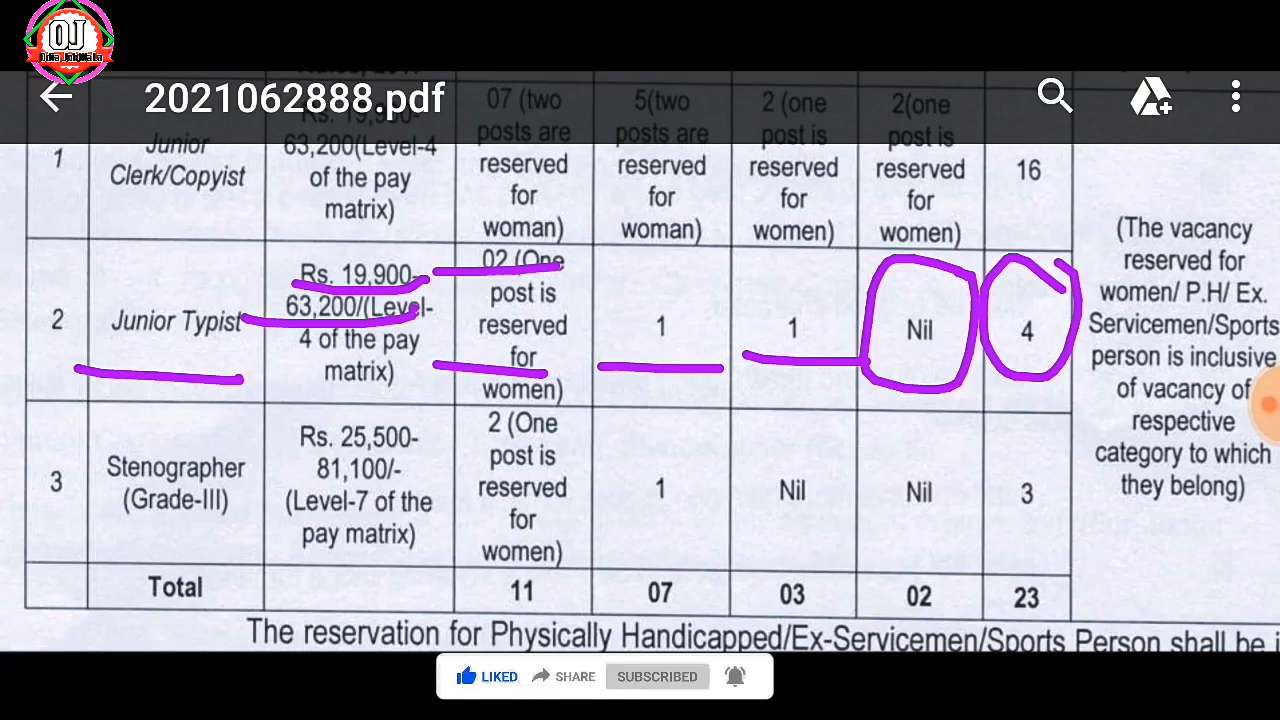 OJ
Odia JobWala
2021062888.pdf
1
Junior
Clerk/Copyist
Rs. 19,900-
63,200(Level-4
of the pay
matrix)
07 (two
posts are
reserved
for
woman)
5(two
posts are
reserved
for
woman)
2 (one
post is
reserved
for
women)
2(one
post is
reserved
for
women)
16
2
Junior Typist
Rs. 19,900-
63,200/(Level-
4 of the pay
matrix)
02 (One
post is
reserved
for
women)
1
1
Nil
4
3
Stenographer
(Grade-III)
Rs. 25,500-
81,100/-
(Level-7 of the
pay matrix)
2 (One
post is
reserved
for
women)
1
Nil
Nil
3
(The vacancy
reserved for
women/ P.H/ Ex.
Servicemen/Sports
person is inclusive
of vacancy of
respective
category to which
they belong)
Total
11
07
03
02
23
The reservation for Physically Handicapped/Ex-Servicemen/Sports Person shall be i
LIKED
SHARE
SUBSCRIBED